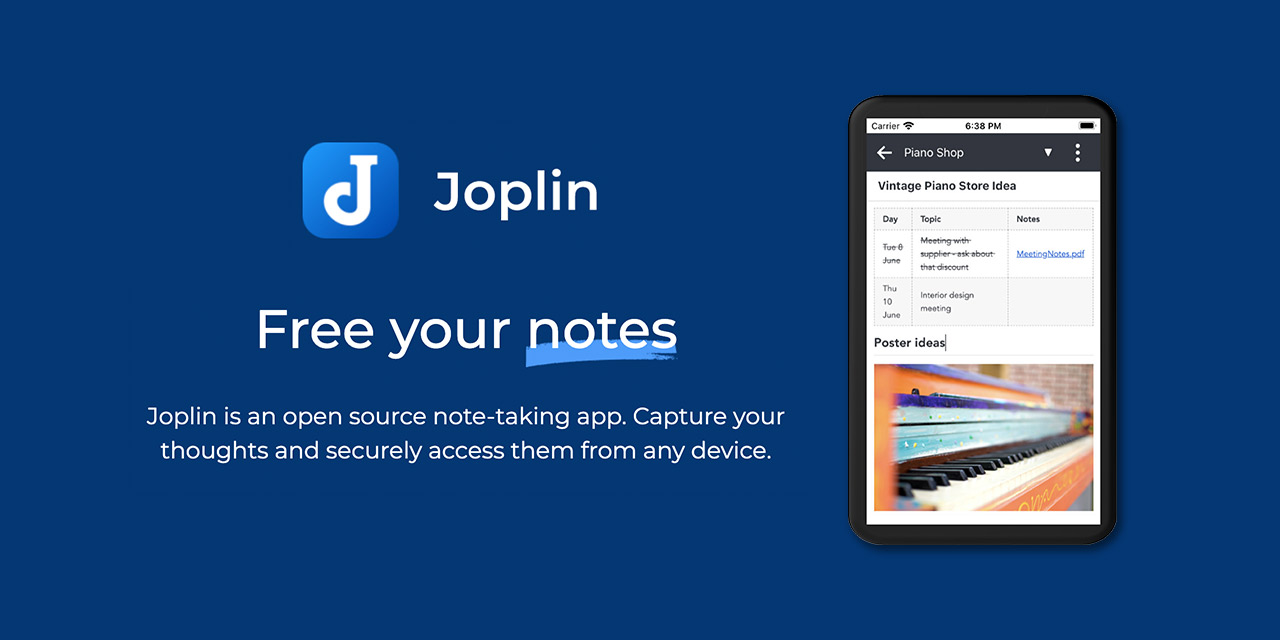 Joplin
Free your notes
Joplin is an open source note-taking app. Capture your
thoughts and securely access them from any device.
Carrier 6:38 PM
Piano Shop
Vintage Piano Store Idea
Day Topic Notes
Tue 8
June
Meeting with
supplier - ask about
that discount
MeetingNotes.pdf
Thu
10
June
Interior design
meeting
Poster ideas